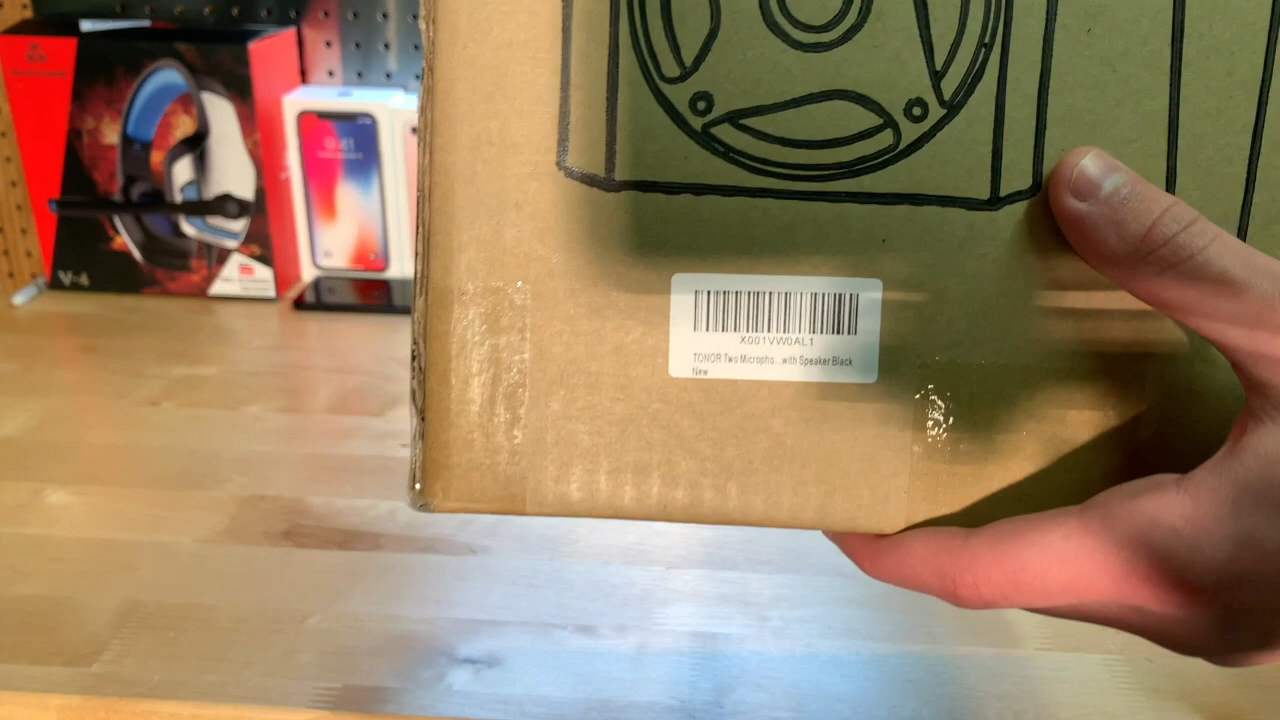 9:41
V-4
X001VW0AL1
TONOR Two Micropho...with Speaker Black
New